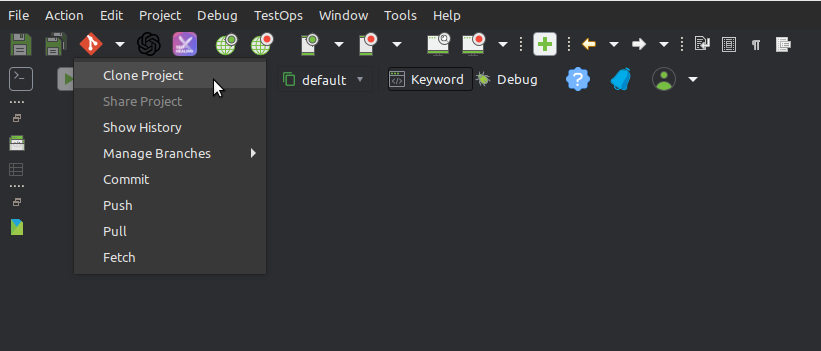 File Action Edit Project Debug TestOps Window Tools Help
default Keyword Debug
Clone Project
Share Project
Show History
Manage Branches
Commit
Push
Pull
Fetch